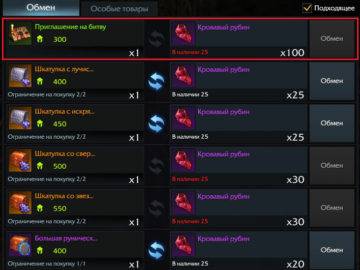 Обмен
Особые товары
Подходящее
Приглашение на битву
300
x1
Кровавый рубин
В наличии 25
x100
Обмен
Шкатулка с лучис...
400
Ограничение на покупку 2/2
x1
Кровавый рубин
В наличии 25
x25
Обмен
Шкатулка с искря...
450
Ограничение на покупку 2/2
x1
Кровавый рубин
В наличии 25
x25
Обмен
Шкатулка со свер...
500
Ограничение на покупку 2/2
x1
Кровавый рубин
В наличии 25
x30
Обмен
Шкатулка со звез...
550
Ограничение на покупку 2/2
x1
Кровавый рубин
В наличии 25
x30
Обмен
Большая руническ...
400
Ограничение на покупку 1/1
x1
Кровавый рубин
В наличии 25
x20
Обмен